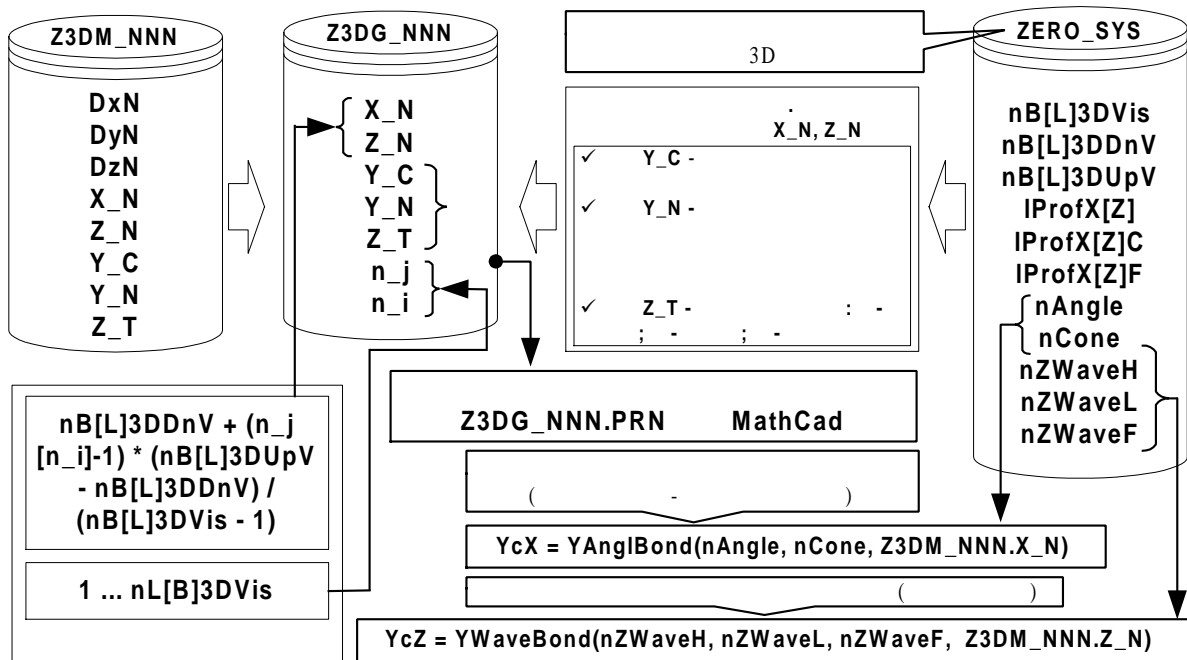 Z3DM_NNN
DxN
DyN
DzN
X_N
Z_N
Y_C
Y_N
Z_T
Z3DG_NNN
X_N
Z_N
Y_C
Y_N
Z_T
n_j
n_i
3D
.
X_N, Z_N
✓ Y_C -
✓ Y_N -
✓ Z_T - : -
; - ; -
ZERO_SYS
nB[L]3DVis
nB[L]3DDnV
nB[L]3DUpV
lProfX[Z]
lProfX[Z]C
lProfX[Z]F
nAngle
nCone
nZWaveH
nZWaveL
nZWaveF
nB[L]3DDnV + (n_j
[n_i]-1) * (nB[L]3DUpV
- nB[L]3DDnV) /
(nB[L]3DVis - 1)
1 ... nL[B]3DVis
Z3DG_NNN.PRN MathCad
( - )
YcX = YAnglBond(nAngle, nCone, Z3DM_NNN.X_N)
( )
YcZ = YWaveBond(nZWaveH, nZWaveL, nZWaveF, Z3DM_NNN.Z_N)